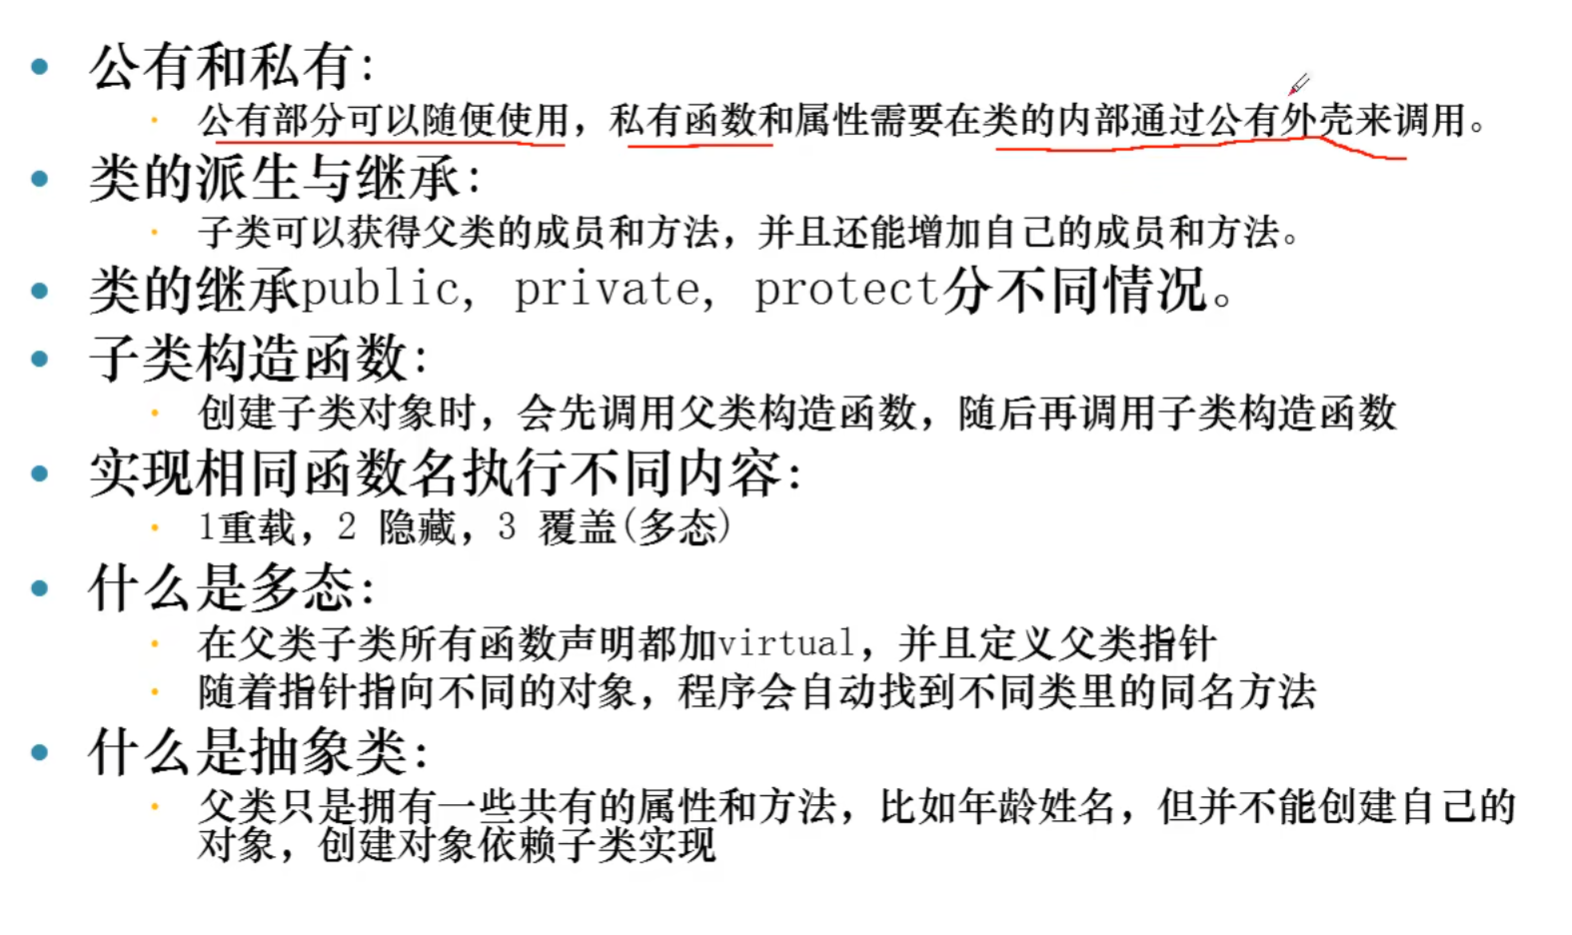 公有和私有:
公有部分可以随便使用，私有函数和属性需要在类的内部通过公有外壳来调用。
类的派生与继承:
子类可以获得父类的成员和方法，并且还能增加自己的成员和方法。
类的继承public, private, protect分不同情况。
子类构造函数:
创建子类对象时，会先调用父类构造函数，随后再调用子类构造函数
实现相同函数名执行不同内容:
1重载，2 隐藏，3 覆盖(多态)
什么是多态:
在父类子类所有函数声明都加virtual，并且定义父类指针
随着指针指向不同的对象，程序会自动找到不同类里的同名方法
什么是抽象类:
父类只是拥有一些共有的属性和方法，比如年龄姓名，但并不能创建自己的
对象，创建对象依赖子类实现